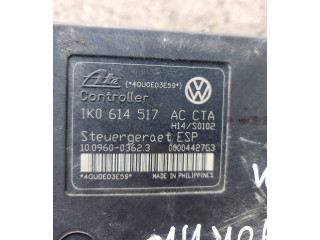 Ate (*4QU0E03E59*)
Controller
1K0 614 517 AC CTA
H14/S0102
Steuergeraet ESP
10.0960-0362.3 00004427G3
*4QU0E03E59* MADE IN PHILIPPINES